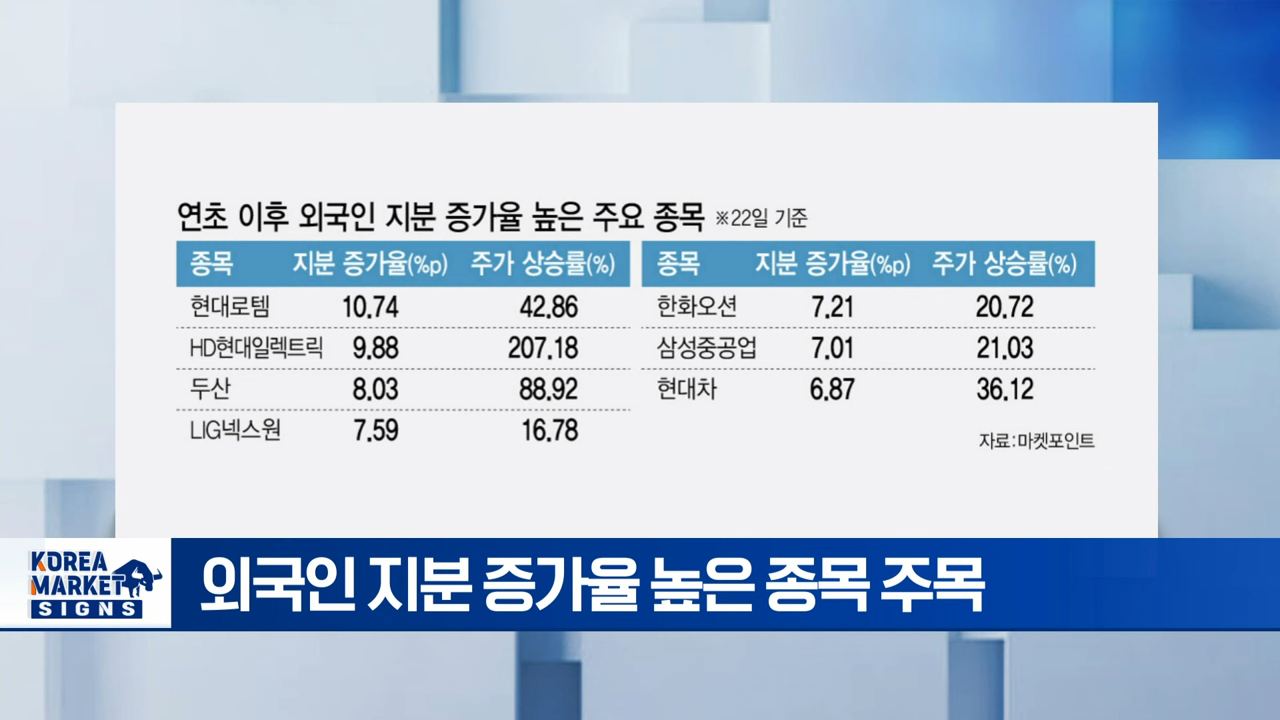 연초 이후 외국인 지분 증가율 높은 주요 종목 ※22일 기준
종목 지분 증가율(%p) 주가 상승률(%)
현대로템 10.74 42.86
HD현대일렉트릭 9.88 207.18
두산 8.03 88.92
LIG넥스원 7.59 16.78
종목 지분 증가율(%p) 주가 상승률(%)
한화오션 7.21 20.72
삼성중공업 7.01 21.03
현대차 6.87 36.12
자료:마켓포인트
KOREA
MARKET
SIGNS
외국인 지분 증가율 높은 종목 주목